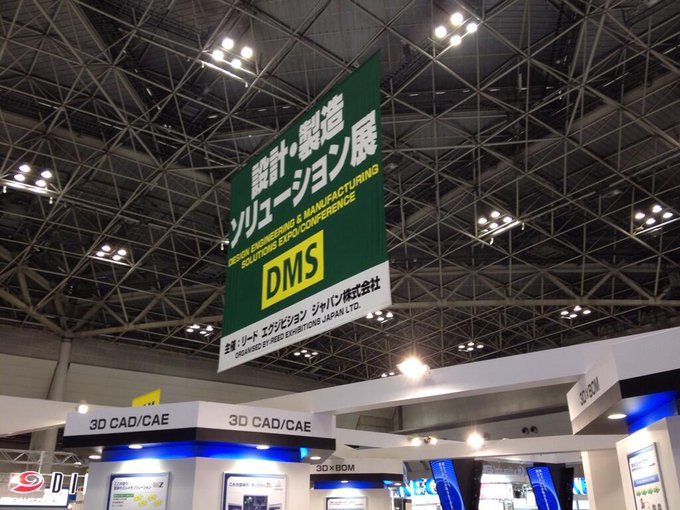 設計・製造
ソリューション展
DESIGN ENGINEERING & MANUFACTURING
SOLUTIONS EXPO/CONFERENCE
DMS
主催：リード エグジビション ジャパン株式会社
ORGANISED BY: REED EXHIBITIONS JAPAN LTD.
3D CAD/CAE
3D CAD/CAE
3D×BOM
3D×BOM